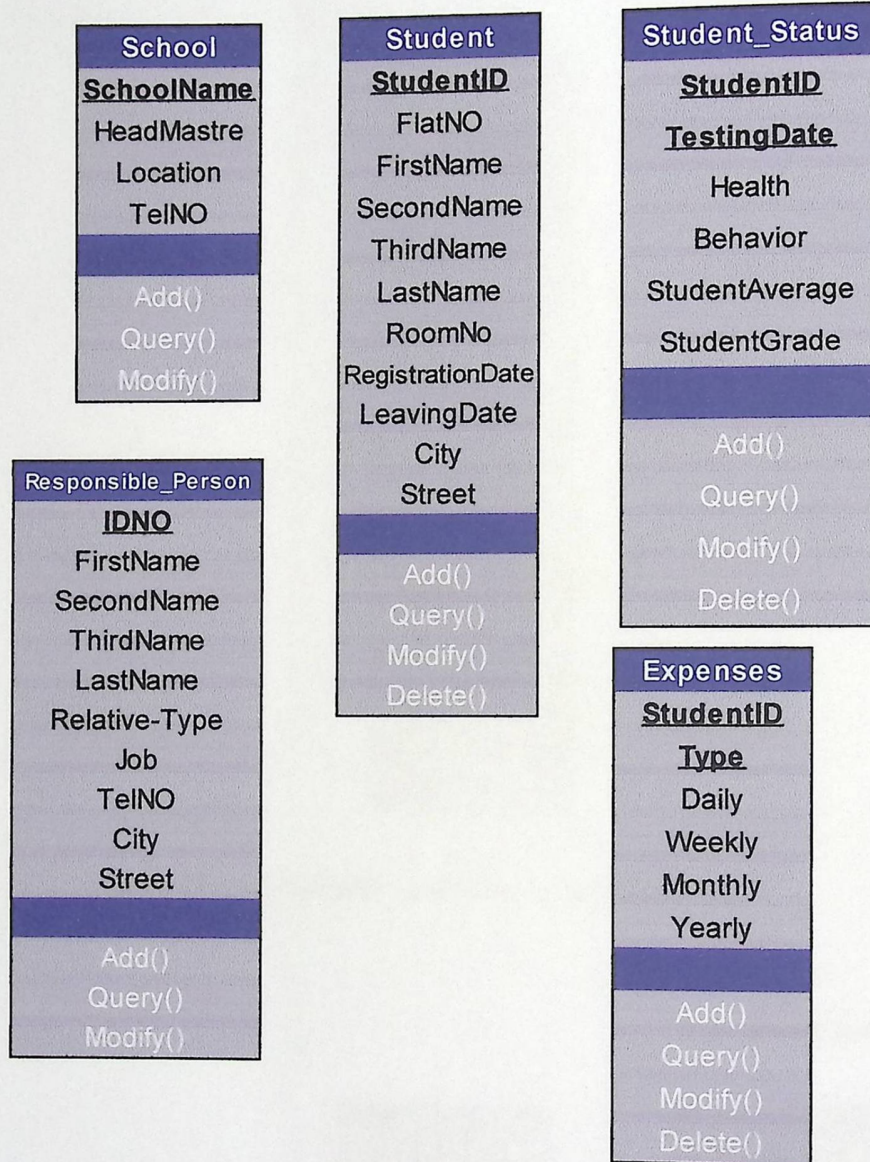 School
SchoolName
HeadMastre
Location
TelNO
Add()
Query()
Modify()
Student
StudentID
FlatNO
FirstName
SecondName
ThirdName
LastName
RoomNo
RegistrationDate
LeavingDate
City
Street
Add()
Query()
Modify()
Delete()
Student_Status
StudentID
TestingDate
Health
Behavior
StudentAverage
StudentGrade
Add()
Query()
Modify()
Delete()
Responsible_Person
IDNO
FirstName
SecondName
ThirdName
LastName
Relative-Type
Job
TelNO
City
Street
Add()
Query()
Modify()
Expenses
StudentID
Type
Daily
Weekly
Monthly
Yearly
Add()
Query()
Modify()
Delete()